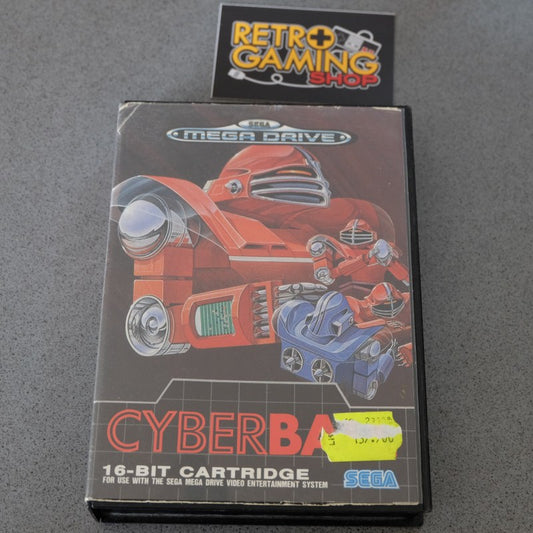 RETRO
GAMING
SHOP
SEGA
MEGA DRIVE
CYBERBA
16-BIT CARTRIDGE
FOR USE WITH THE SEGA MEGA DRIVE VIDEO ENTERTAINMENT SYSTEM
SEGA